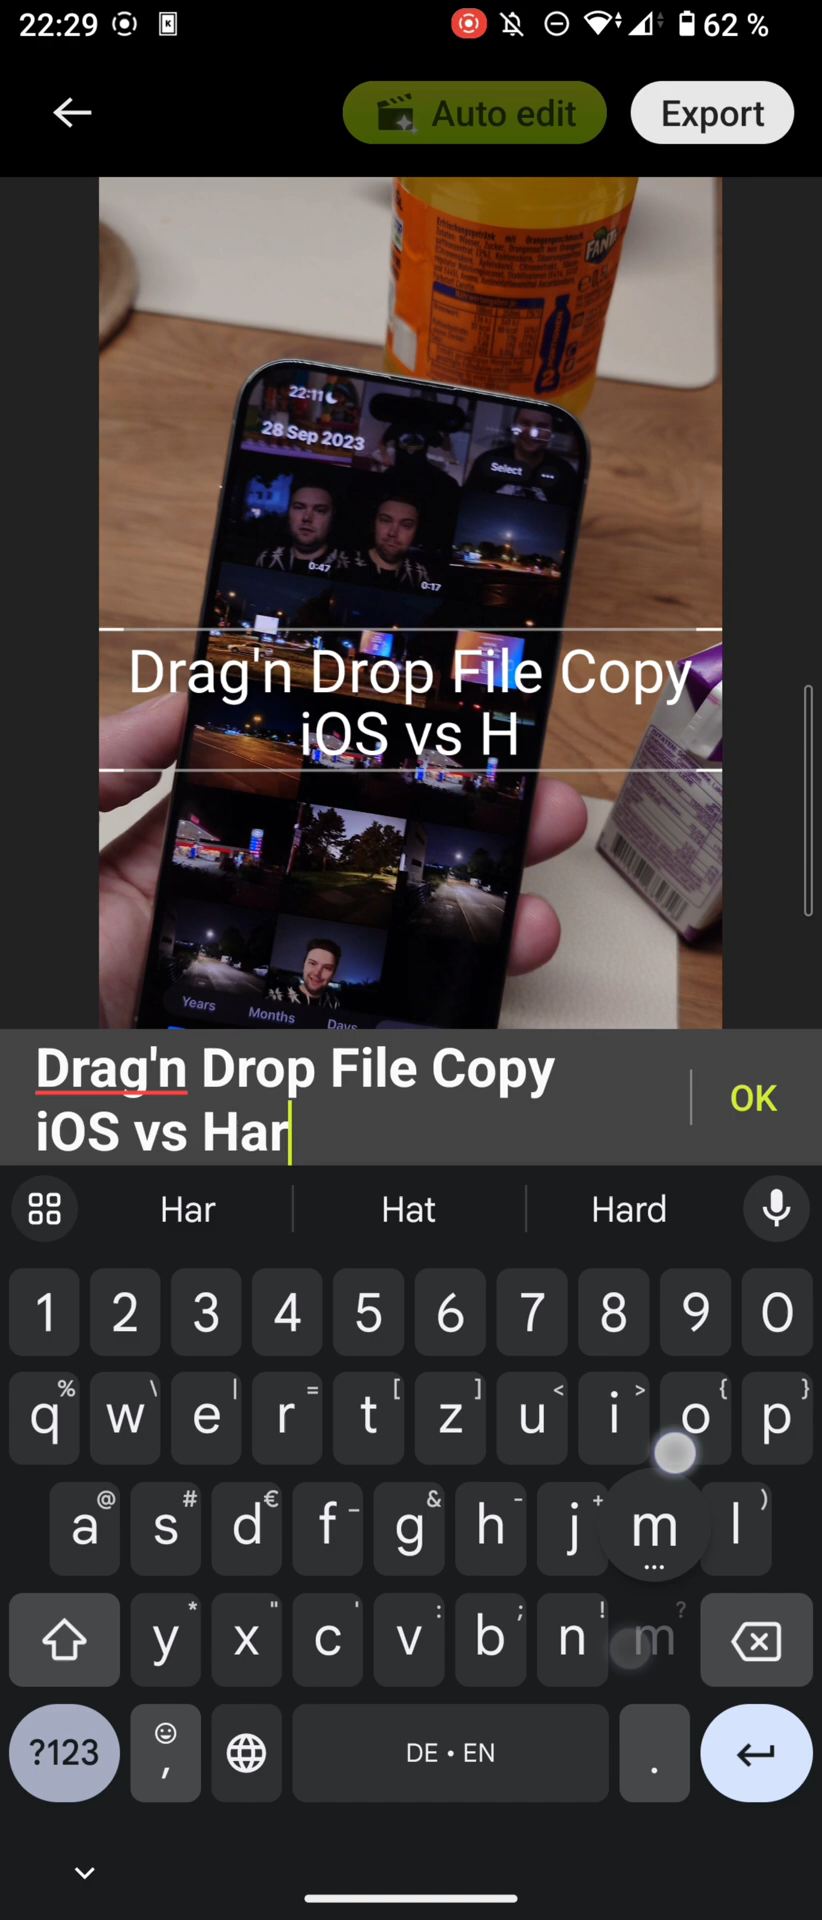 22:29 62 %
Auto edit Export
FANTA
22:11
28 Sep 2023
Select ...
0:47
0:17
Drag'n Drop File Copy
iOS vs H
Years Months Days
Drag'n Drop File Copy
iOS vs Har
OK
Har Hat Hard
1 2 3 4 5 6 7 8 9 0
% \ | = [ ] < > { }
q w e r t z u i o p
@ # € _ & - + )
a s d f g h j m l
* " ' : ; ! ?
y x c v b n m
?123 , DE • EN .